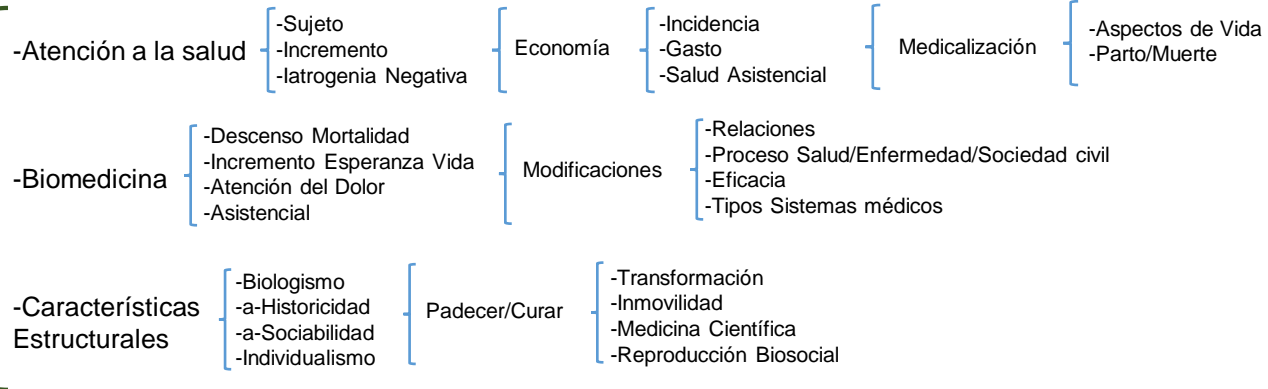 -Atención a la salud
-Sujeto
-Incremento
-Iatrogenia Negativa
Economía
-Incidencia
-Gasto
-Salud Asistencial
Medicalización
-Aspectos de Vida
-Parto/Muerte
-Biomedicina
-Descenso Mortalidad
-Incremento Esperanza Vida
-Atención del Dolor
-Asistencial
Modificaciones
-Relaciones
-Proceso Salud/Enfermedad/Sociedad civil
-Eficacia
-Tipos Sistemas médicos
-Características
Estructurales
-Biologismo
-a-Historicidad
-a-Sociabilidad
-Individualismo
Padecer/Curar
-Transformación
-Inmovilidad
-Medicina Científica
-Reproducción Biosocial